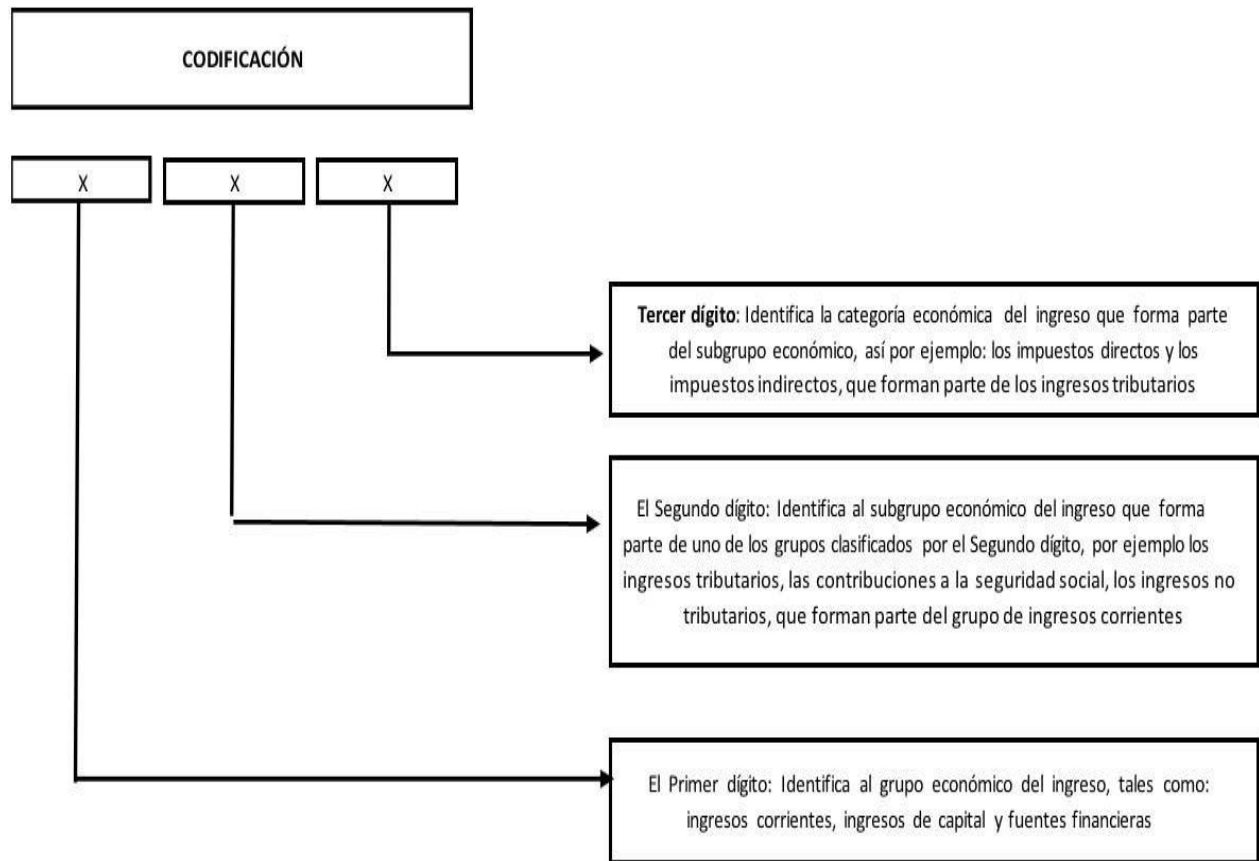 CODIFICACIÓN
X X X
Tercer dígito: Identifica la categoría económica del ingreso que forma parte
del subgrupo económico, así por ejemplo: los impuestos directos y los
impuestos indirectos, que forman parte de los ingresos tributarios
El Segundo dígito: Identifica al subgrupo económico del ingreso que forma
parte de uno de los grupos clasificados por el Segundo dígito, por ejemplo los
ingresos tributarios, las contribuciones a la seguridad social, los ingresos no
tributarios, que forman parte del grupo de ingresos corrientes
El Primer dígito: Identifica al grupo económico del ingreso, tales como:
ingresos corrientes, ingresos de capital y fuentes financieras